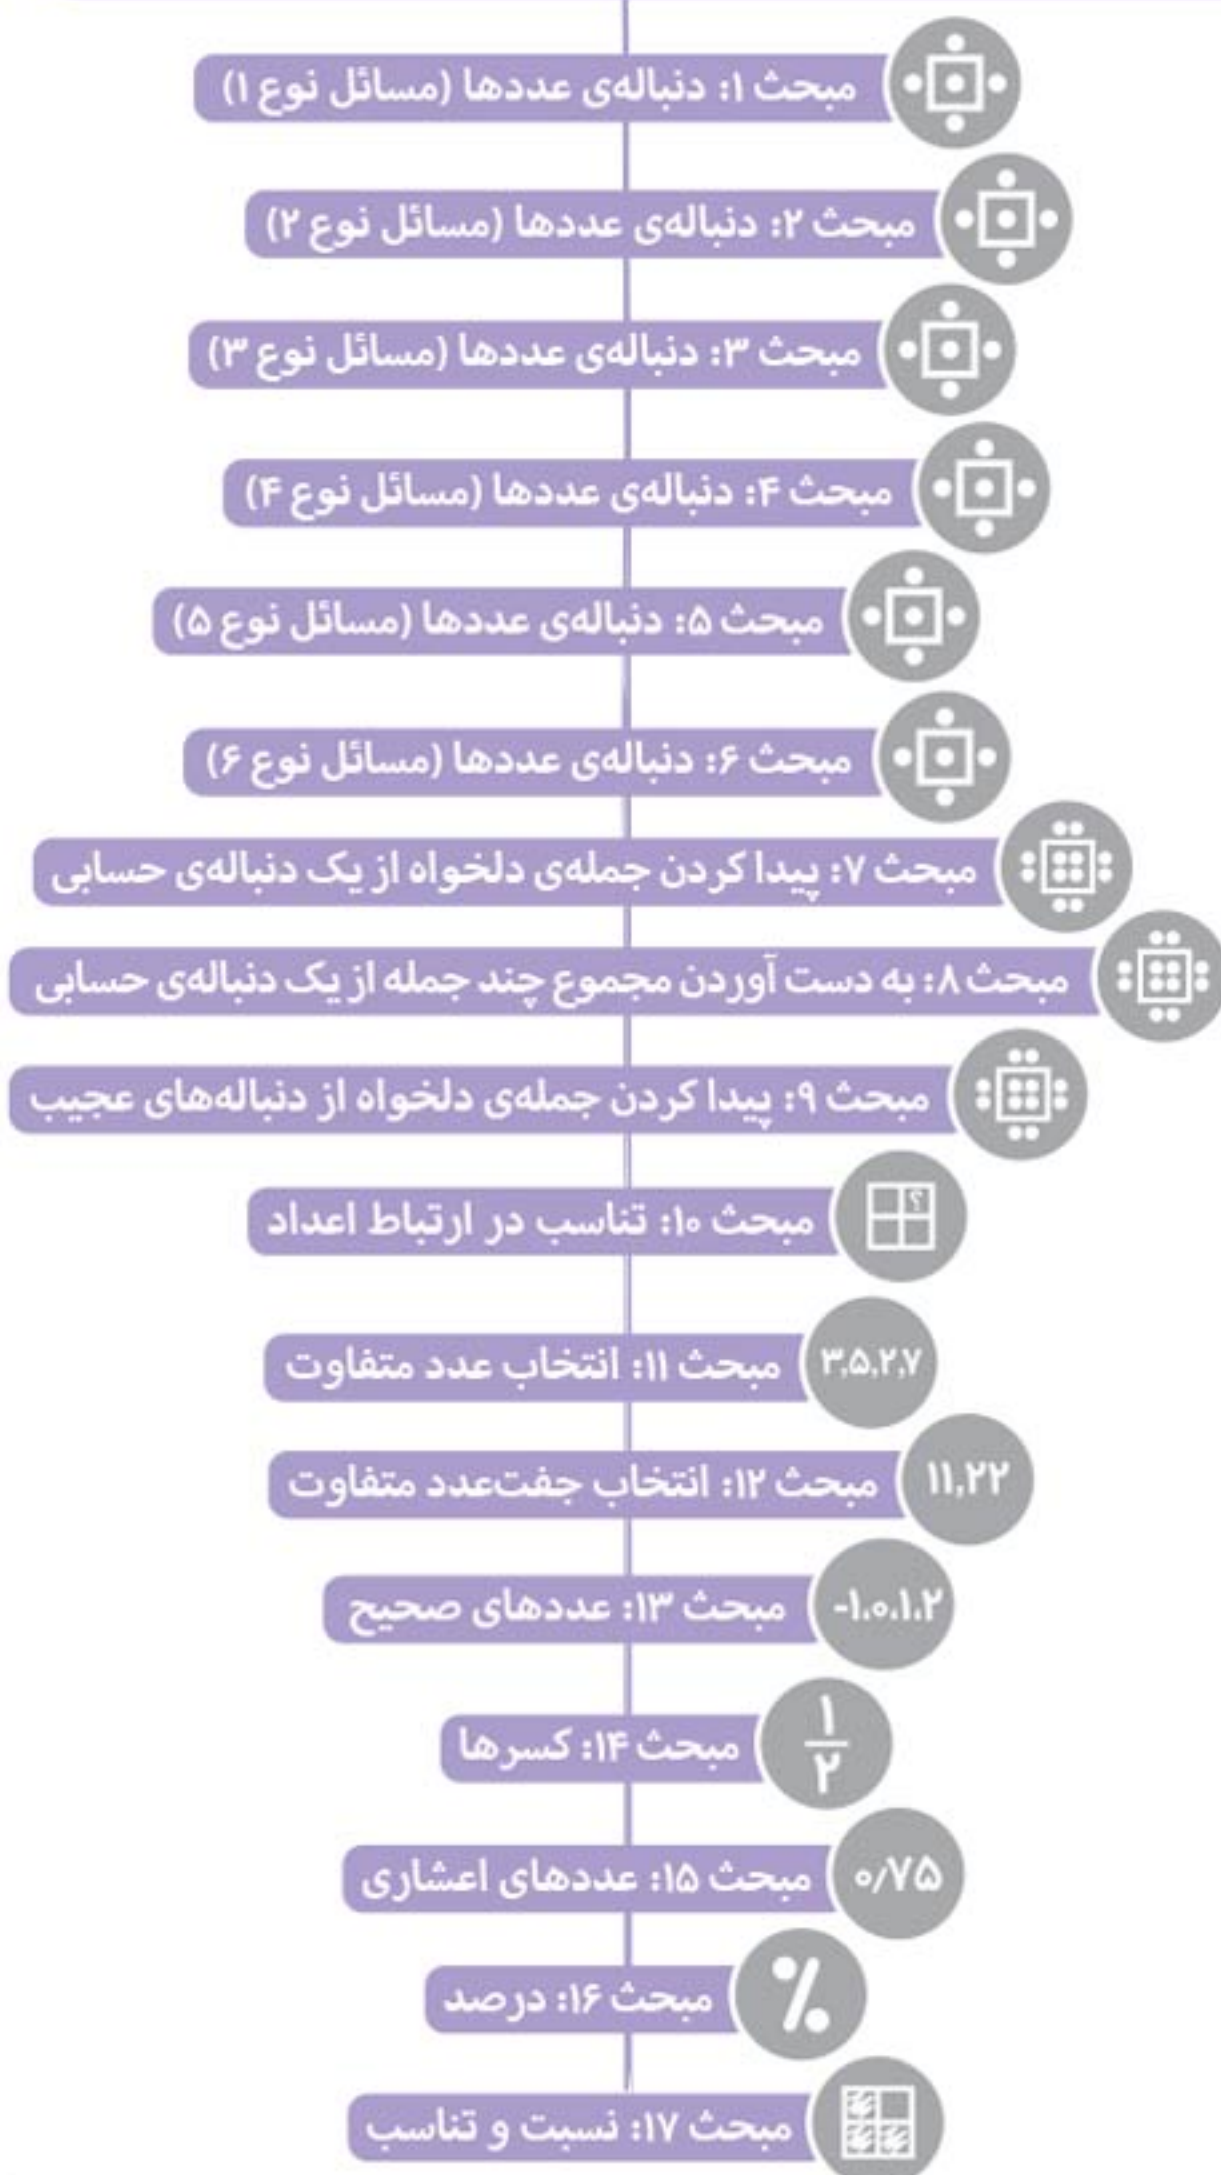 مبحث ۱: دنباله‌ی عددها (مسائل نوع ۱)
مبحث ۲: دنباله‌ی عددها (مسائل نوع ۲)
مبحث ۳: دنباله‌ی عددها (مسائل نوع ۳)
مبحث ۴: دنباله‌ی عددها (مسائل نوع ۴)
مبحث ۵: دنباله‌ی عددها (مسائل نوع ۵)
مبحث ۶: دنباله‌ی عددها (مسائل نوع ۶)
مبحث ۷: پیدا کردن جمله‌ی دلخواه از یک دنباله‌ی حسابی
مبحث ۸: به دست آوردن مجموع چند جمله از یک دنباله‌ی حسابی
مبحث ۹: پیدا کردن جمله‌ی دلخواه از دنباله‌های عجیب
؟ مبحث ۱۰: تناسب در ارتباط اعداد
۳,۵,۲,۷ مبحث ۱۱: انتخاب عدد متفاوت
۱۱,۲۲ مبحث ۱۲: انتخاب جفت‌عدد متفاوت
-۱،۰،۱،۲ مبحث ۱۳: عددهای صحیح
۱/۲ مبحث ۱۴: کسرها
۰/۷۵ مبحث ۱۵: عددهای اعشاری
% مبحث ۱۶: درصد
مبحث ۱۷: نسبت و تناسب